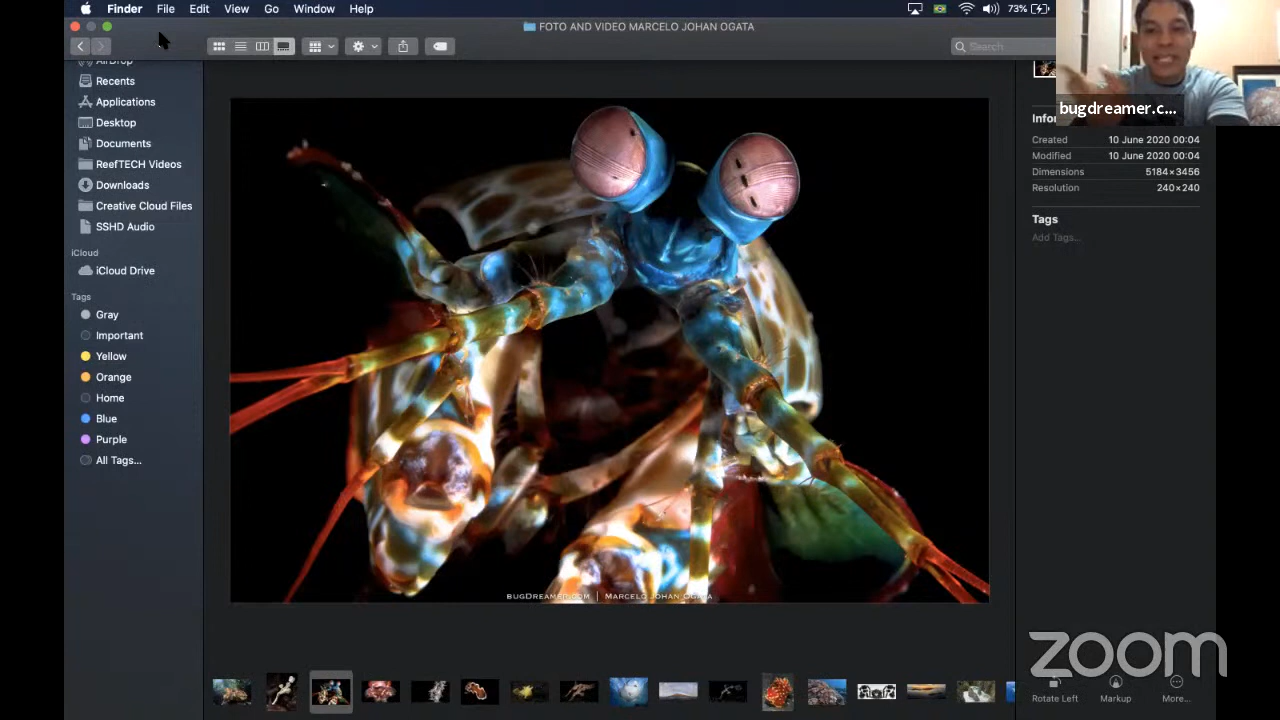 Finder File Edit View Go Window Help
73%
FOTO AND VIDEO MARCELO JOHAN OGATA
Search
AirDrop
Recents
Applications
Desktop
Documents
ReefTECH Videos
Downloads
Creative Cloud Files
SSHD Audio
iCloud
iCloud Drive
Tags
Gray
Important
Yellow
Orange
Home
Blue
Purple
All Tags...
bugdreamer.c...
Created 10 June 2020 00:04
Modified 10 June 2020 00:04
Dimensions 5184×3456
Resolution 240×240
Tags
Add Tags...
BUGDREAMER.COM | MARCELO JOHAN OGATA
zoom
Rotate Left Markup More...